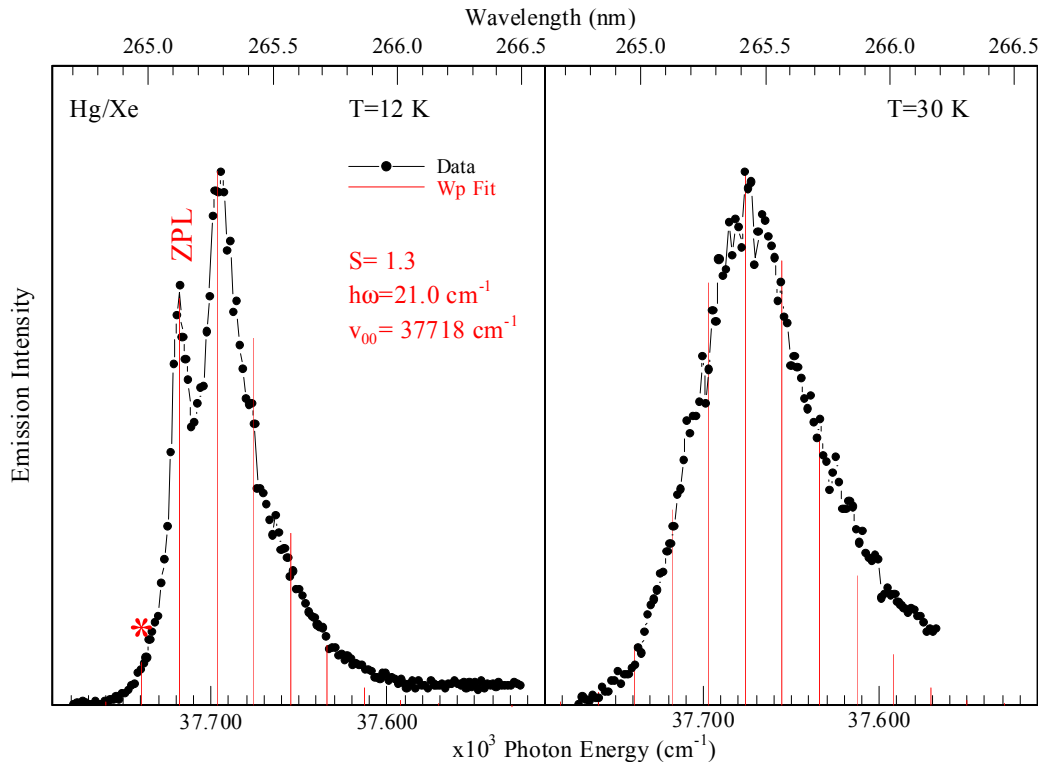 Wavelength (nm)
265.0 265.5 266.0 266.5 265.0 265.5 266.0 266.5
Hg/Xe T=12 K T=30 K
Data
Wp Fit
ZPL
S= 1.3
hω=21.0 cm-1
v00= 37718 cm-1
*
Emission Intensity
37.700 37.600 37.700 37.600
x103 Photon Energy (cm-1)